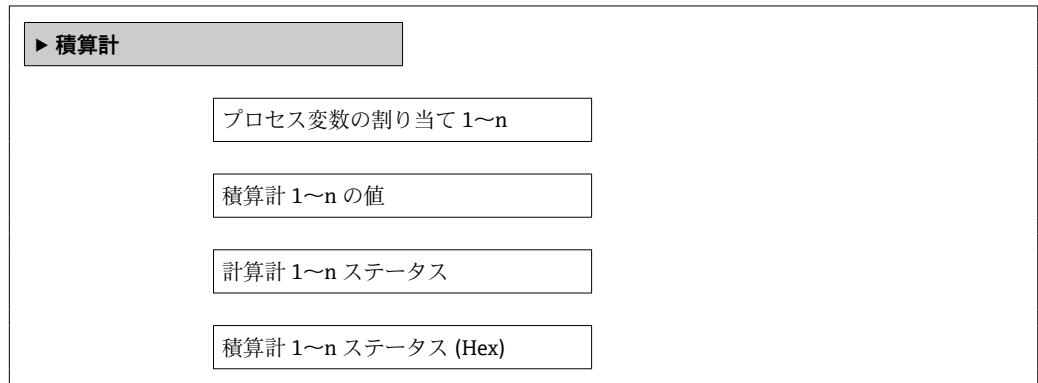 ▶ 積算計
プロセス変数の割り当て 1～n
積算計 1～n の値
計算計 1～n ステータス
積算計 1～n ステータス (Hex)